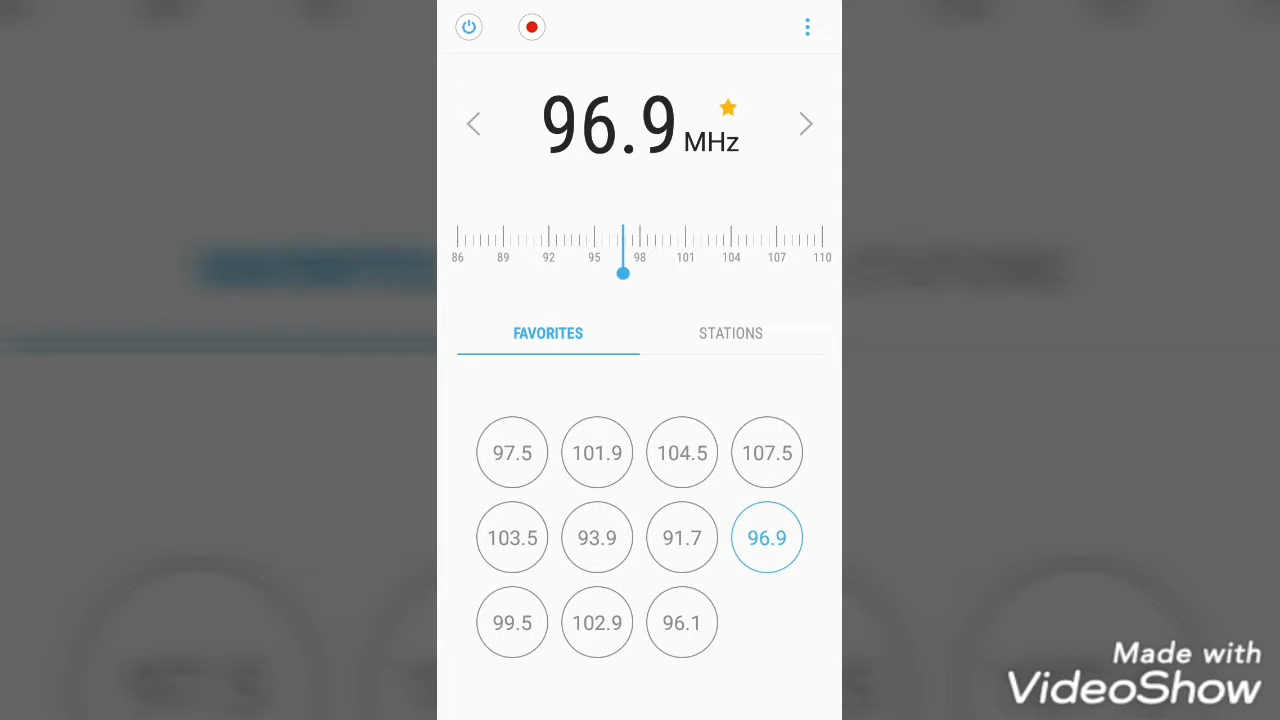 96.9 MHz
86 89 92 95 98 101 104 107 110
FAVORITES STATIONS
97.5 101.9 104.5 107.5
103.5 93.9 91.7 96.9
99.5 102.9 96.1
Made with
VideoShow